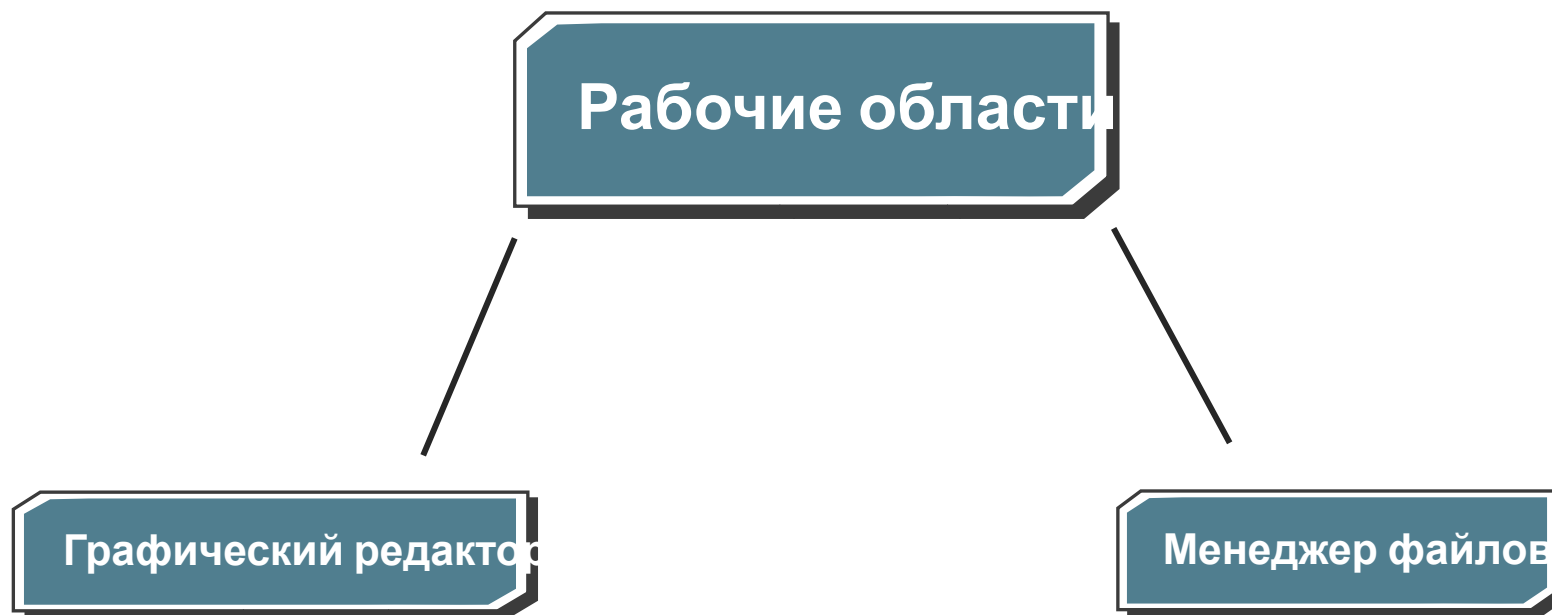 Рабочие области
Графический редактор
Менеджер файлов